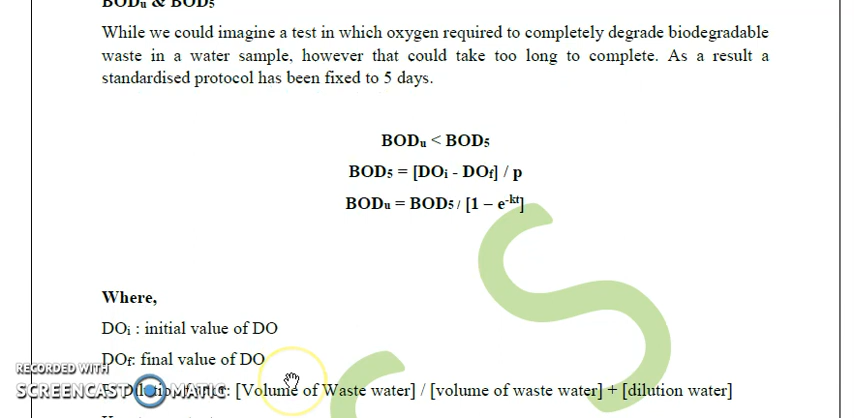 BODu & BOD5
While we could imagine a test in which oxygen required to completely degrade biodegradable
waste in a water sample, however that could take too long to complete. As a result a
standardised protocol has been fixed to 5 days.
BODu < BOD5
BOD5 = [DOi - DOf] / p
BODu = BOD5 / [1 – e-kt]
Where,
DOi : initial value of DO
DOf: final value of DO
RECORDED WITH
SCREENCAST-O-MATIC
: [Volume of Waste water] / [volume of waste water] + [dilution water]
CS